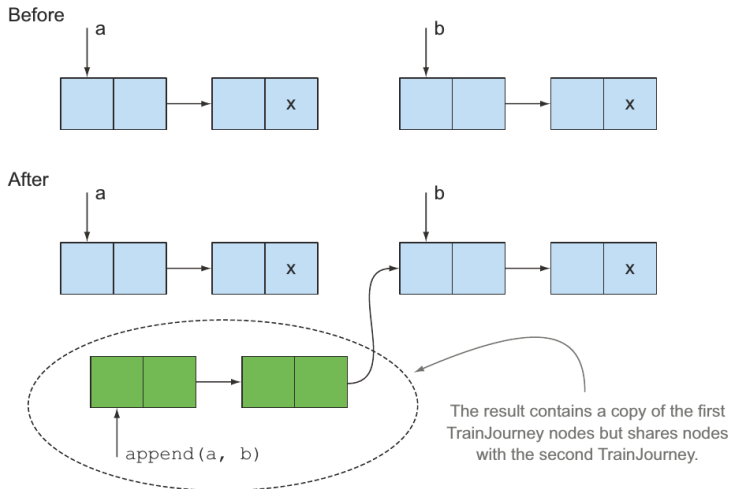 Before
a
b
x
x
After
a
b
x
x
append(a, b)
The result contains a copy of the first
TrainJourney nodes but shares nodes
with the second TrainJourney.